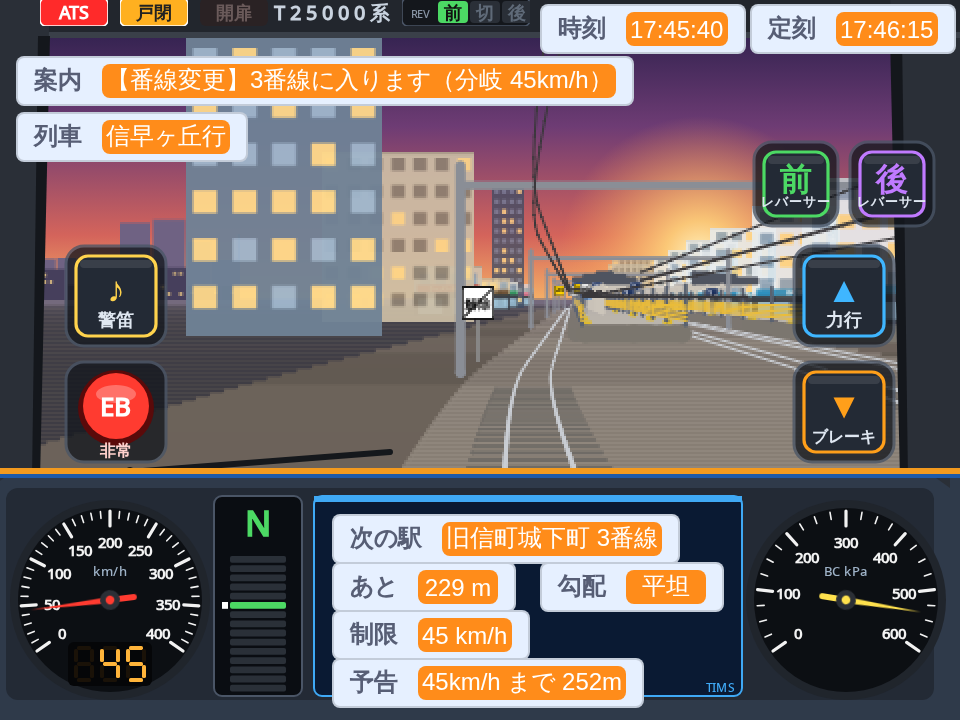 ATS 戸閉 開扉 T25000系 REV 前 切 後
時刻 17:45:40 定刻 17:46:15
案内 【番線変更】3番線に入ります（分岐 45km/h）
列車 信早ヶ丘行
前 レバーサー 後 レバーサー
♪ 警笛
▲ 力行
EB 非常
▼ ブレーキ
0 50 100 150 200 250 300 350 400 km/h
45
N
次の駅 旧信町城下町 3番線
あと 229 m 勾配 平坦
制限 45 km/h
予告 45km/h まで 252m
TIMS
0 100 200 300 400 500 600 BC kPa